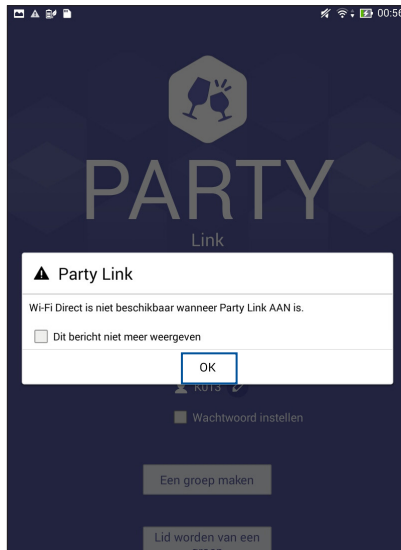 00:56
PARTY
Link
Party Link
Wi-Fi Direct is niet beschikbaar wanneer Party Link AAN is.
Dit bericht niet meer weergeven
OK
K013
Wachtwoord instellen
Een groep maken
Lid worden van een
groep